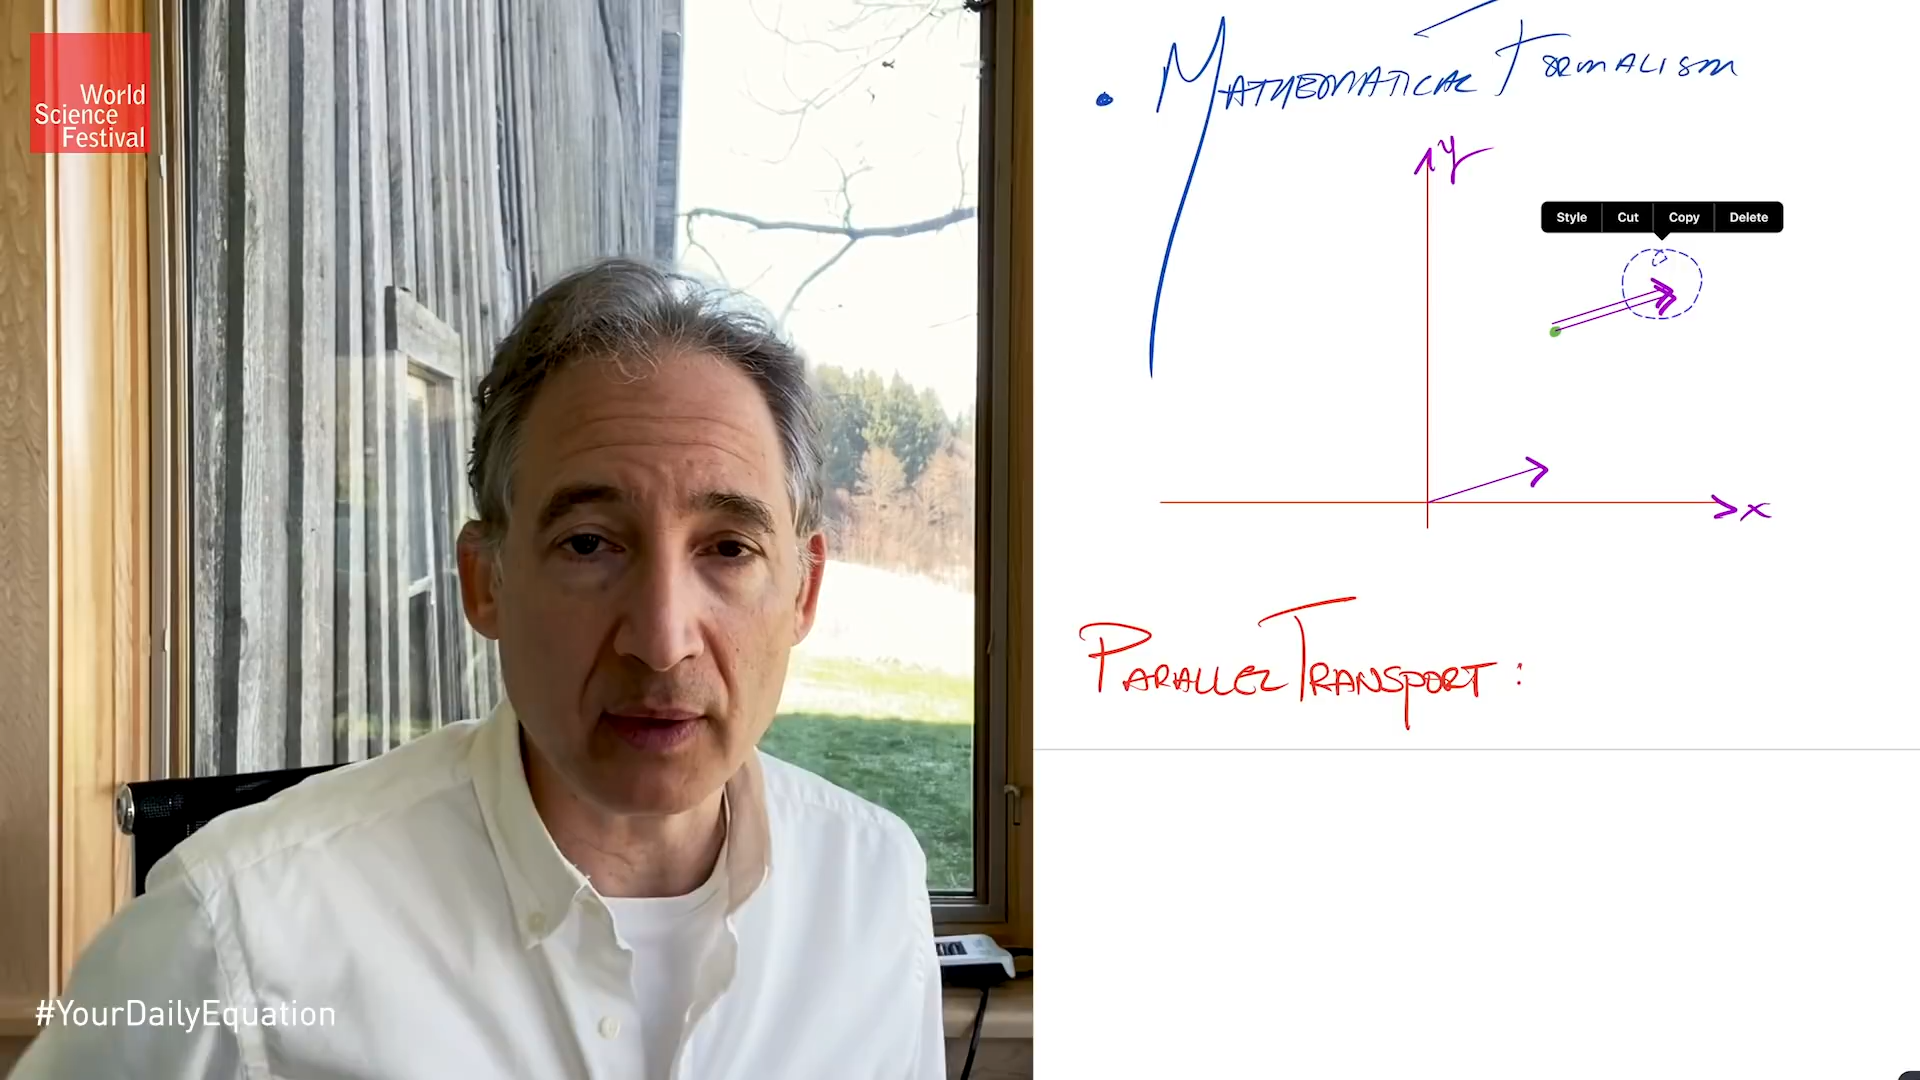 World
Science
Festival
#YourDailyEquation
• MATHEMATICAL FORMALISM
y
Style Cut Copy Delete
x
PARALLEL TRANSPORT: